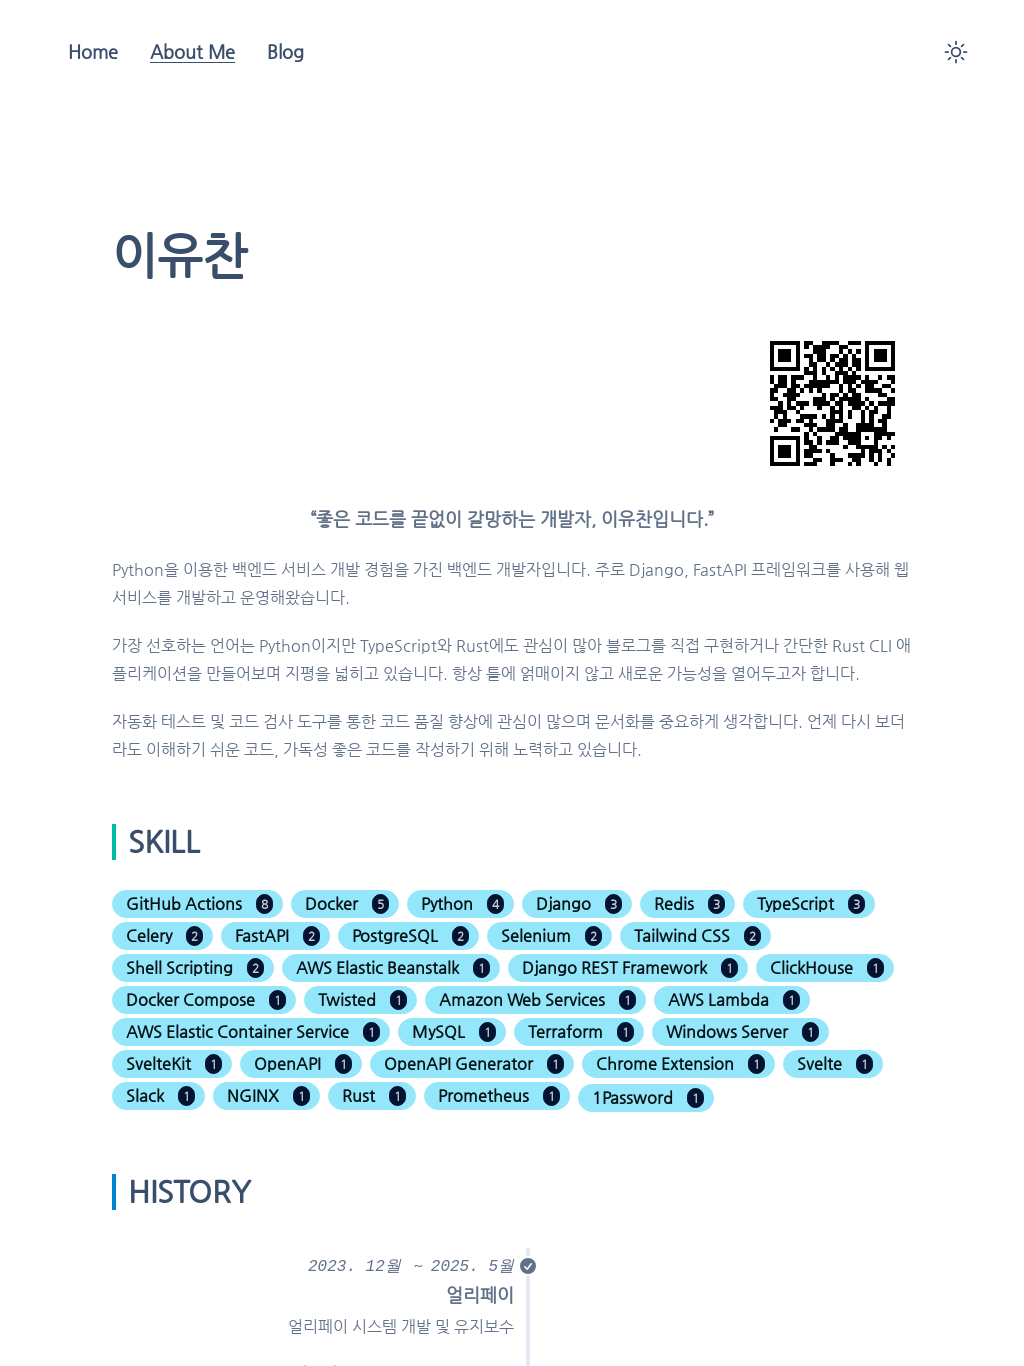 Home About Me Blog
이유찬
“좋은 코드를 끝없이 갈망하는 개발자, 이유찬입니다.”
Python을 이용한 백엔드 서비스 개발 경험을 가진 백엔드 개발자입니다. 주로 Django, FastAPI 프레임워크를 사용해 웹
서비스를 개발하고 운영해왔습니다.
가장 선호하는 언어는 Python이지만 TypeScript와 Rust에도 관심이 많아 블로그를 직접 구현하거나 간단한 Rust CLI 애
플리케이션을 만들어보며 지평을 넓히고 있습니다. 항상 틀에 얽매이지 않고 새로운 가능성을 열어두고자 합니다.
자동화 테스트 및 코드 검사 도구를 통한 코드 품질 향상에 관심이 많으며 문서화를 중요하게 생각합니다. 언제 다시 보더
라도 이해하기 쉬운 코드, 가독성 좋은 코드를 작성하기 위해 노력하고 있습니다.
SKILL
GitHub Actions 8 Docker 5 Python 4 Django 3 Redis 3 TypeScript 3
Celery 2 FastAPI 2 PostgreSQL 2 Selenium 2 Tailwind CSS 2
Shell Scripting 2 AWS Elastic Beanstalk 1 Django REST Framework 1 ClickHouse 1
Docker Compose 1 Twisted 1 Amazon Web Services 1 AWS Lambda 1
AWS Elastic Container Service 1 MySQL 1 Terraform 1 Windows Server 1
SvelteKit 1 OpenAPI 1 OpenAPI Generator 1 Chrome Extension 1 Svelte 1
Slack 1 NGINX 1 Rust 1 Prometheus 1 1Password 1
HISTORY
2023. 12월 ~ 2025. 5월
얼리페이
얼리페이 시스템 개발 및 유지보수